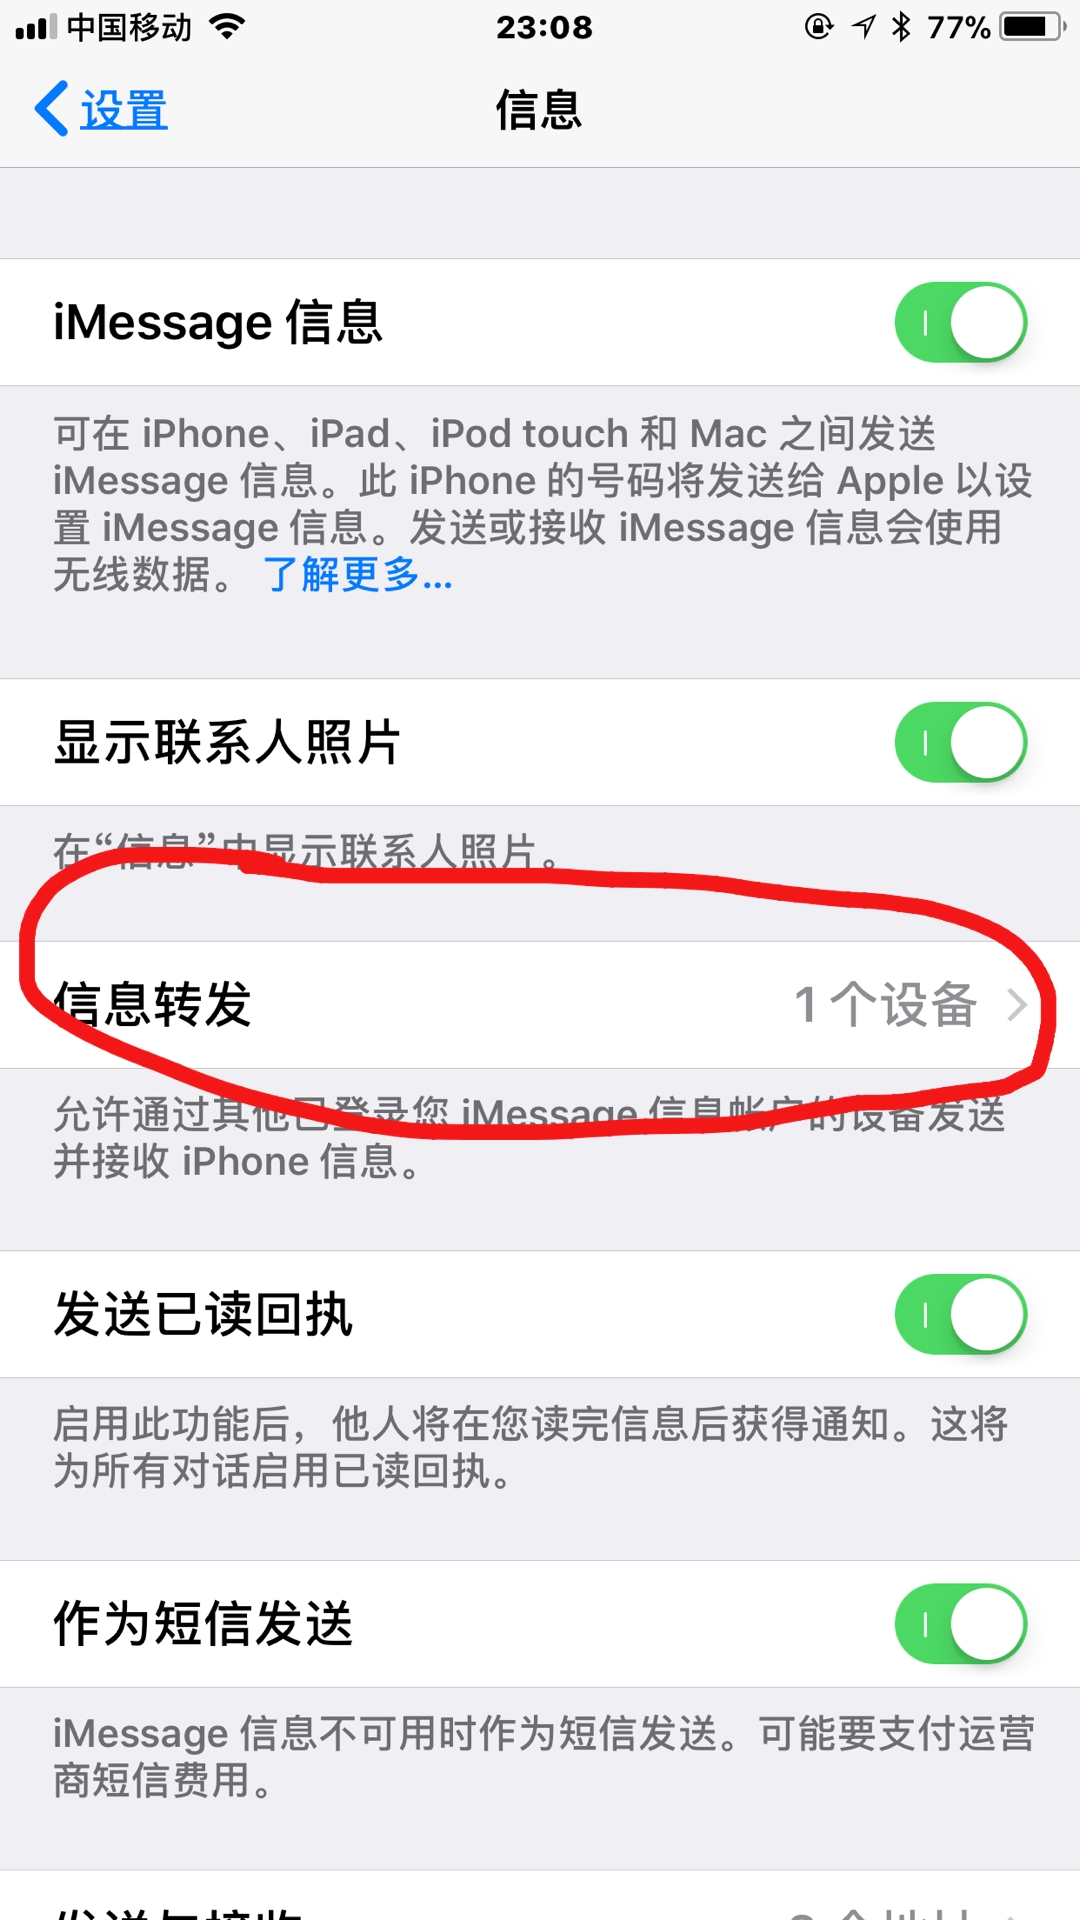 中国移动 23:08 77%
设置 信息
iMessage 信息
可在 iPhone、iPad、iPod touch 和 Mac 之间发送
iMessage 信息。此 iPhone 的号码将发送给 Apple 以设
置 iMessage 信息。发送或接收 iMessage 信息会使用
无线数据。 了解更多...
显示联系人照片
在“信息”中显示联系人照片。
信息转发 1 个设备
允许通过其他已登录您 iMessage 信息帐户的设备发送
并接收 iPhone 信息。
发送已读回执
启用此功能后，他人将在您读完信息后获得通知。这将
为所有对话启用已读回执。
作为短信发送
iMessage 信息不可用时作为短信发送。可能要支付运营
商短信费用。
发送与接收